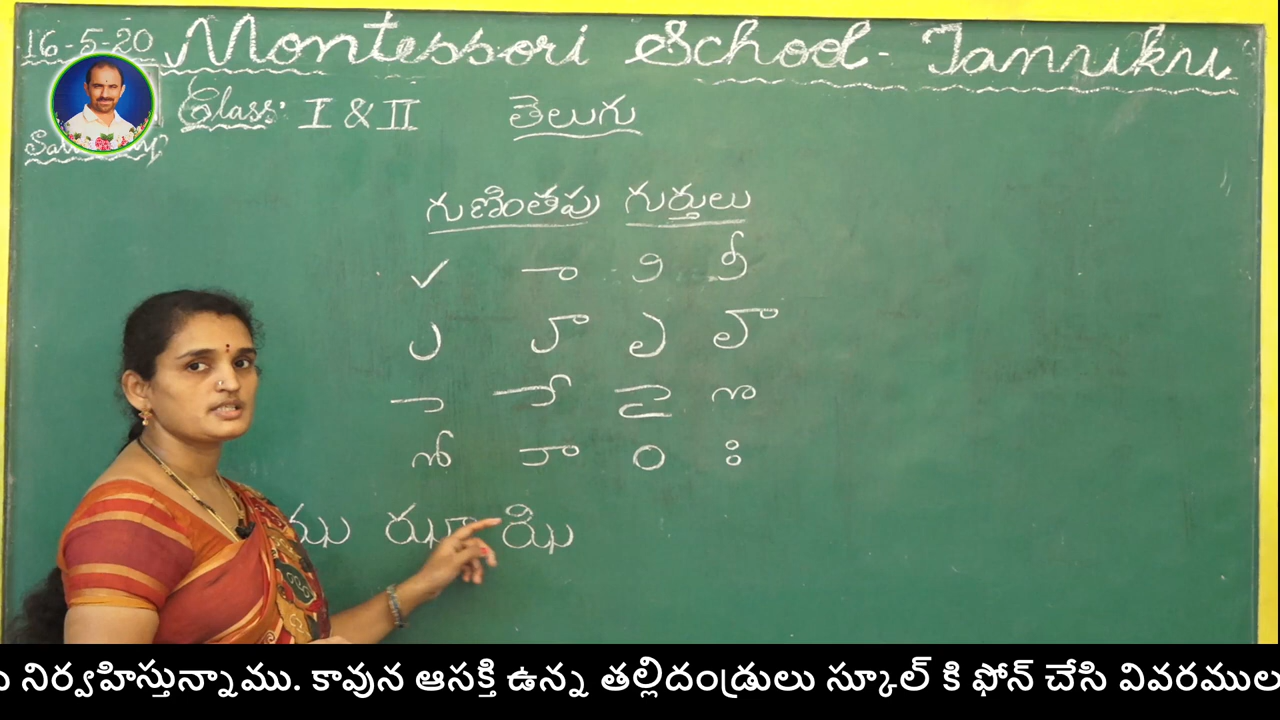 16-5-20 Montessori School - Tanuku
Class: I & II తెలుగు
గుణింతపు గుర్తులు
✓ ా ి ీ
ు ూ ృ ౄ
ె ే ై ొ
ో ౌ ం ః
ఝ ఝా ఝి
నిర్వహిస్తున్నాము. కావున ఆసక్తి ఉన్న తల్లిదండ్రులు స్కూల్ కి ఫోన్ చేసి వివరముల